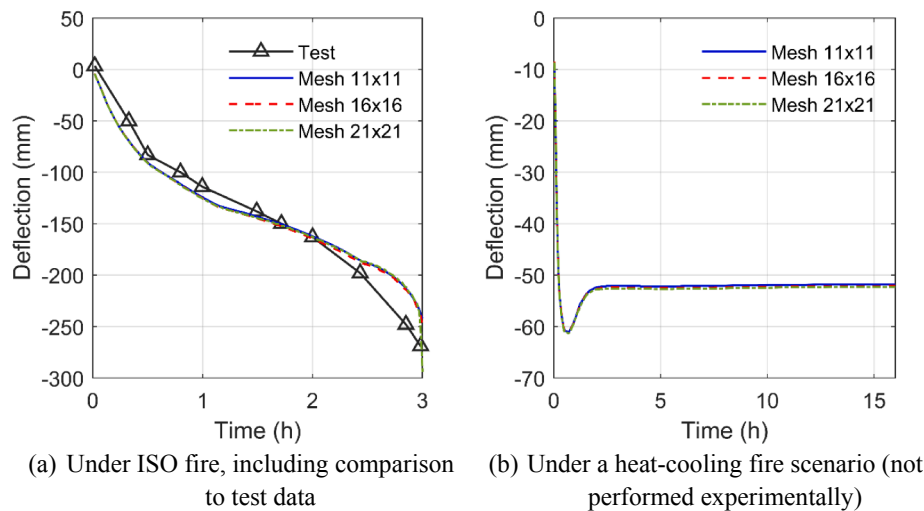 50
0
-50
-100
-150
-200
-250
-300
Deflection (mm)
0
1
2
3
Time (h)
Test
Mesh 11x11
Mesh 16x16
Mesh 21x21
(a) Under ISO fire, including comparison
to test data
0
-10
-20
-30
-40
-50
-60
-70
Deflection (mm)
0
5
10
15
Time (h)
Mesh 11x11
Mesh 16x16
Mesh 21x21
(b) Under a heat-cooling fire scenario (not
performed experimentally)